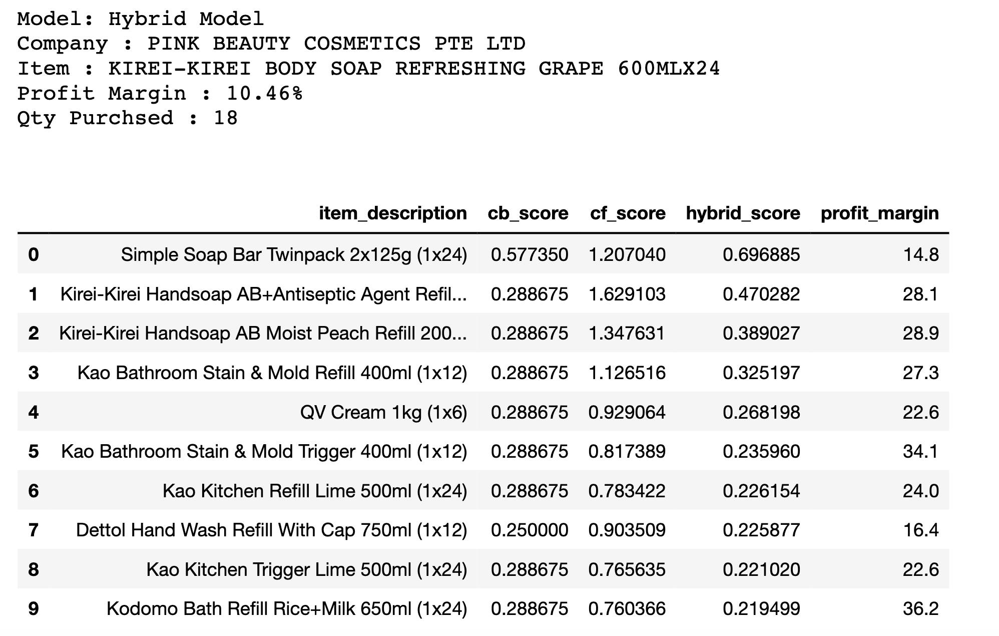 Model: Hybrid Model
Company : PINK BEAUTY COSMETICS PTE LTD
Item : KIREI-KIREI BODY SOAP REFRESHING GRAPE 600MLX24
Profit Margin : 10.46%
Qty Purchsed : 18
item_description cb_score cf_score hybrid_score profit_margin
0 Simple Soap Bar Twinpack 2x125g (1x24) 0.577350 1.207040 0.696885 14.8
1 Kirei-Kirei Handsoap AB+Antiseptic Agent Refil... 0.288675 1.629103 0.470282 28.1
2 Kirei-Kirei Handsoap AB Moist Peach Refill 200... 0.288675 1.347631 0.389027 28.9
3 Kao Bathroom Stain & Mold Refill 400ml (1x12) 0.288675 1.126516 0.325197 27.3
4 QV Cream 1kg (1x6) 0.288675 0.929064 0.268198 22.6
5 Kao Bathroom Stain & Mold Trigger 400ml (1x12) 0.288675 0.817389 0.235960 34.1
6 Kao Kitchen Refill Lime 500ml (1x24) 0.288675 0.783422 0.226154 24.0
7 Dettol Hand Wash Refill With Cap 750ml (1x12) 0.250000 0.903509 0.225877 16.4
8 Kao Kitchen Trigger Lime 500ml (1x24) 0.288675 0.765635 0.221020 22.6
9 Kodomo Bath Refill Rice+Milk 650ml (1x24) 0.288675 0.760366 0.219499 36.2